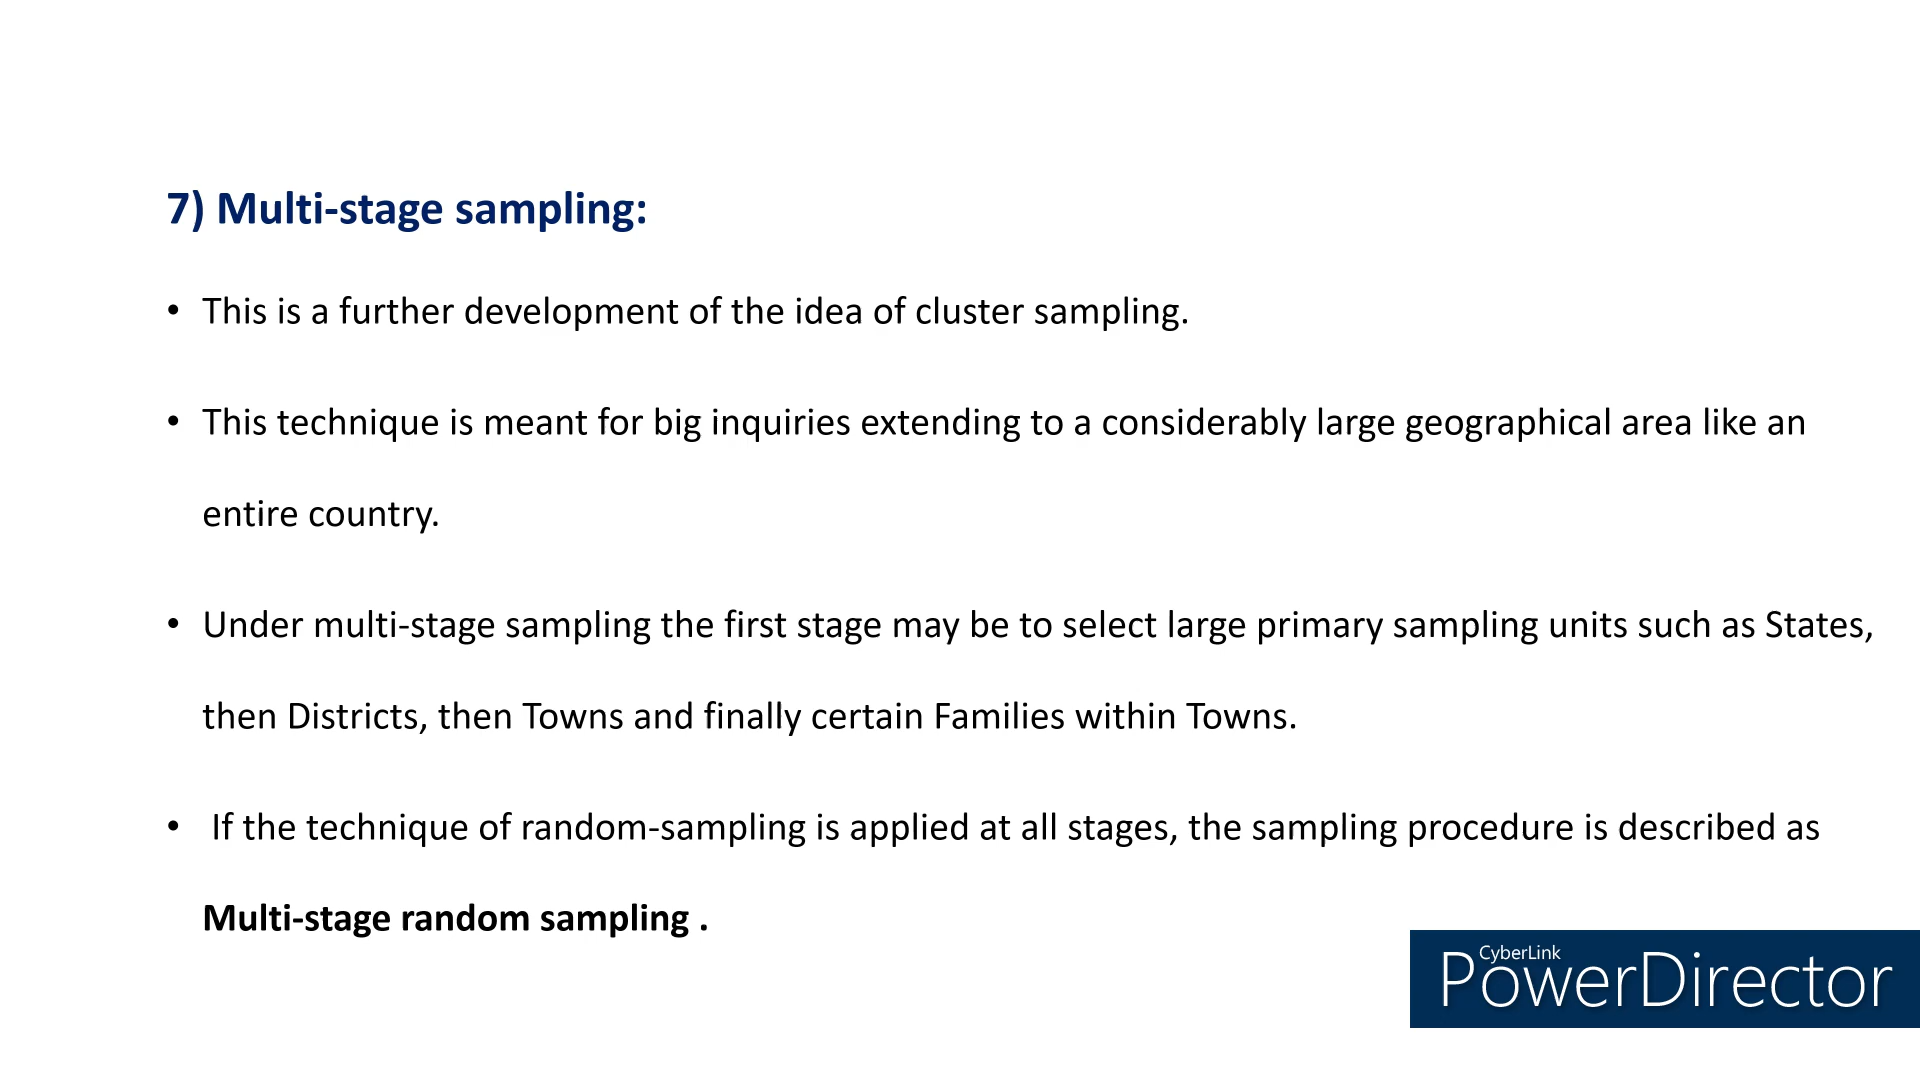 7) Multi-stage sampling:
• This is a further development of the idea of cluster sampling.
• This technique is meant for big inquiries extending to a considerably large geographical area like an
entire country.
• Under multi-stage sampling the first stage may be to select large primary sampling units such as States,
then Districts, then Towns and finally certain Families within Towns.
• If the technique of random-sampling is applied at all stages, the sampling procedure is described as
Multi-stage random sampling .
CyberLink
PowerDirector